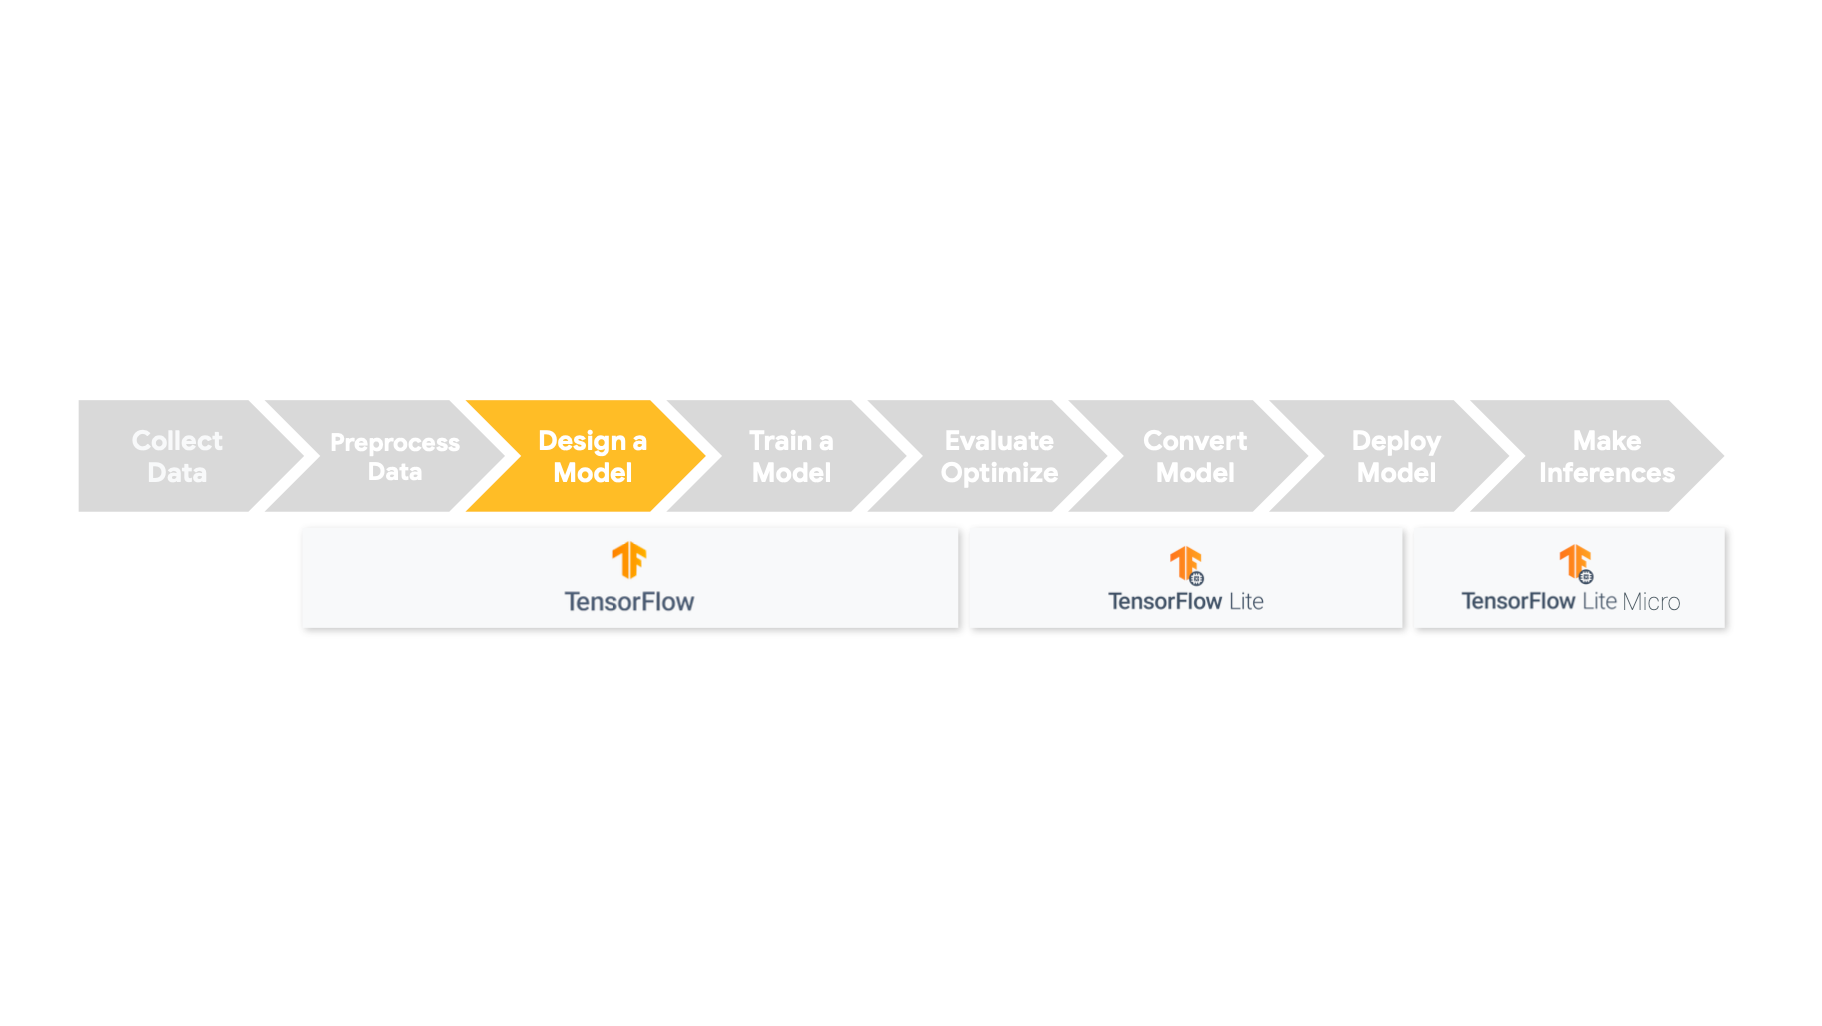 Collect
Data
Preprocess
Data
Design a
Model
Train a
Model
Evaluate
Optimize
Convert
Model
Deploy
Model
Make
Inferences
TensorFlow
TensorFlow Lite
TensorFlow Lite Micro